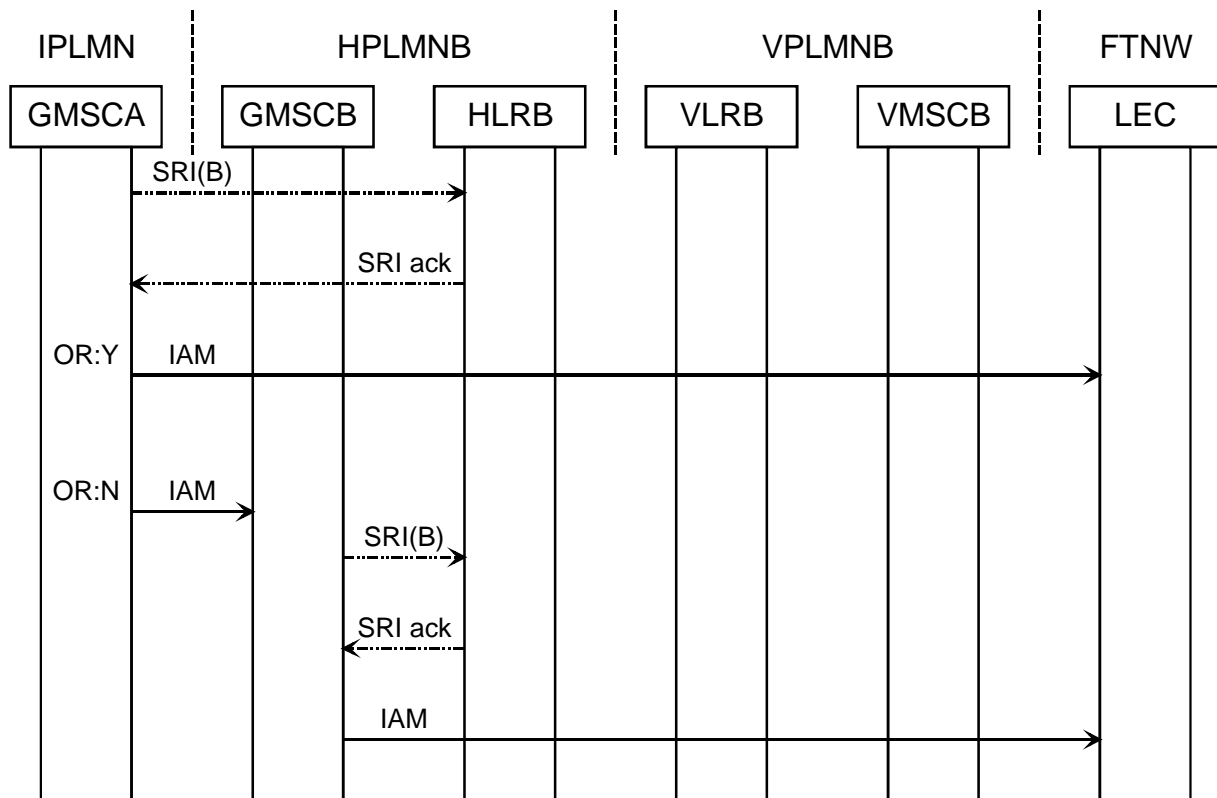 IPLMN HPLMNB VPLMNB FTNW
GMSCA GMSCB HLRB VLRB VMSCB LEC
SRI(B)
SRI ack
OR:Y IAM
OR:N IAM
SRI(B)
SRI ack
IAM